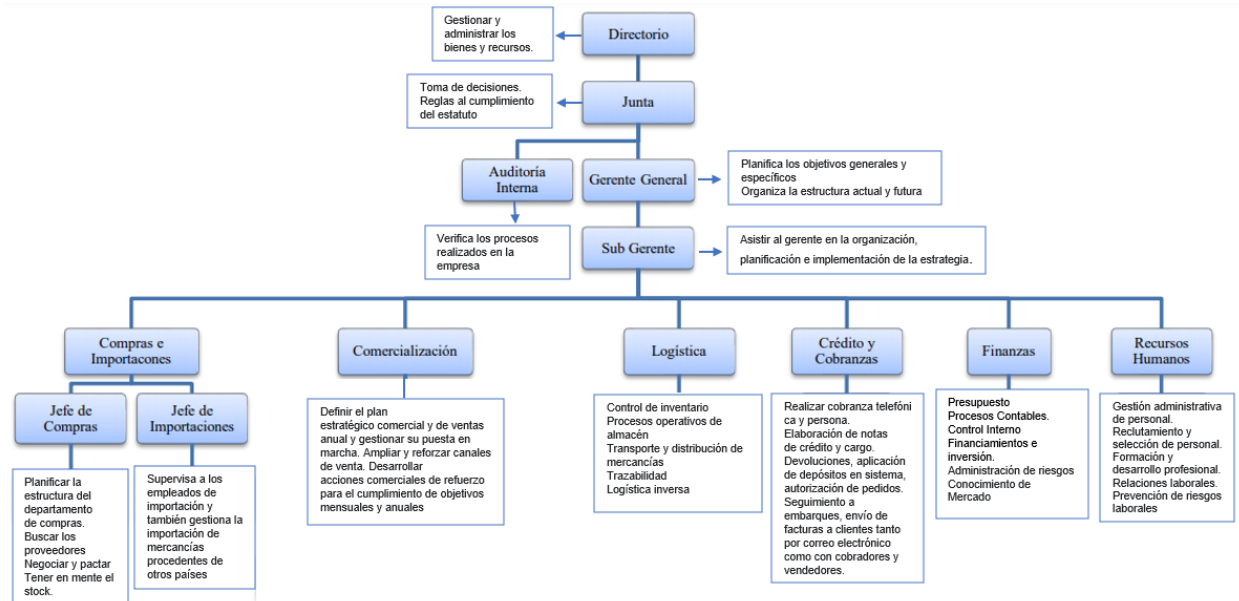 Gestionar y
administrar los
bienes y recursos.
Directorio
Toma de decisiones.
Reglas al cumplimiento
del estatuto
Junta
Auditoría
Interna
Gerente General
Planifica los objetivos generales y
específicos
Organiza la estructura actual y futura
Verifica los procesos
realizados en la
empresa
Sub Gerente
Asistir al gerente en la organización,
planificación e implementación de la estrategia.
Compras e
Importacones
Comercialización
Logística
Crédito y
Cobranzas
Finanzas
Recursos
Humanos
Jefe de
Compras
Jefe de
Importaciones
Planificar la
estructura del
departamento
de compras.
Buscar los
proveedores
Negociar y pactar
Tener en mente el
stock.
Supervisa a los
empleados de
importación y
también gestiona la
importación de
mercancías
procedentes de
otros países
Definir el plan
estratégico comercial y de ventas
anual y gestionar su puesta en
marcha. Ampliar y reforzar canales
de venta. Desarrollar
acciones comerciales de refuerzo
para el cumplimiento de objetivos
mensuales y anuales
Control de inventario
Procesos operativos de
almacén
Transporte y distribución de
mercancías
Trazabilidad
Logística inversa
Realizar cobranza telefóni
ca y persona.
Elaboración de notas
de crédito y cargo.
Devoluciones, aplicación
de depósitos en sistema,
autorización de pedidos.
Seguimiento a
embarques, envío de
facturas a clientes tanto
por correo electrónico
como con cobradores y
vendedores.
Presupuesto
Procesos Contables.
Control Interno
Financiamientos e
inversión.
Administración de riesgos
Conocimiento de
Mercado
Gestión administrativa
de personal.
Reclutamiento y
selección de personal.
Formación y
desarrollo profesional.
Relaciones laborales.
Prevención de riesgos
laborales